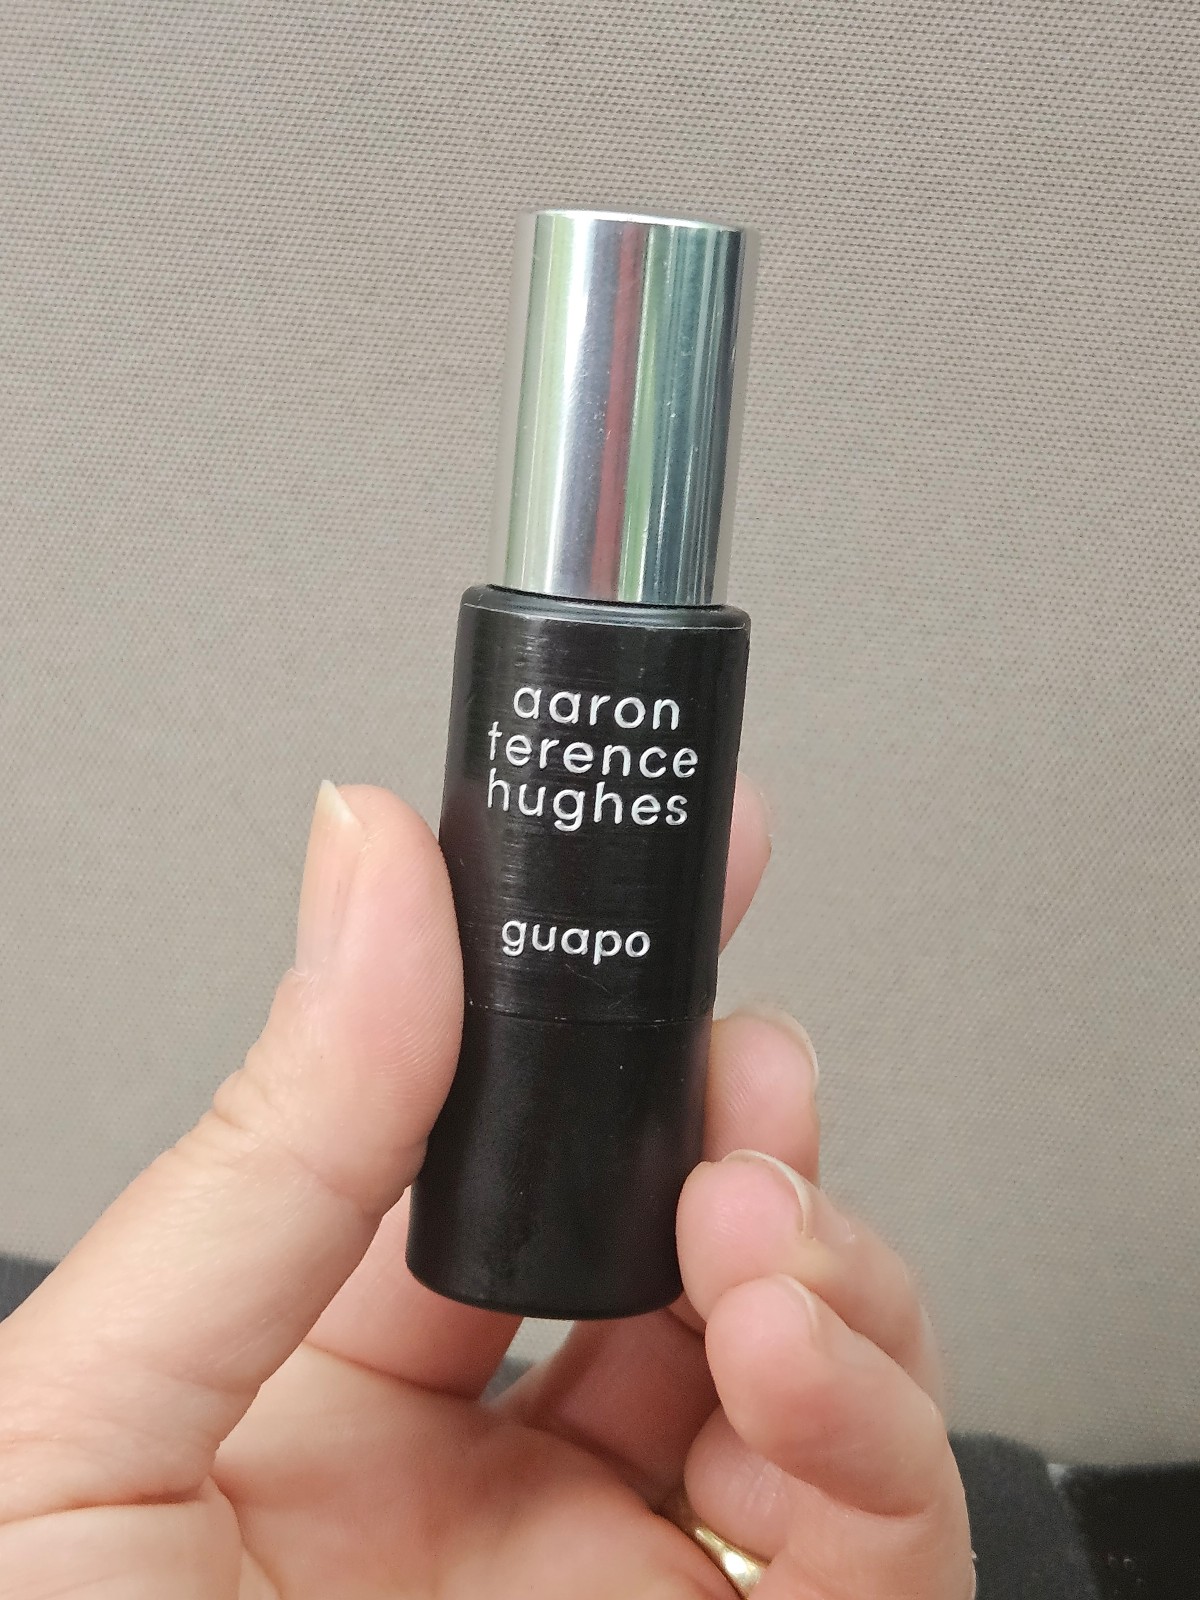 aaron
terence
hughes
guapo